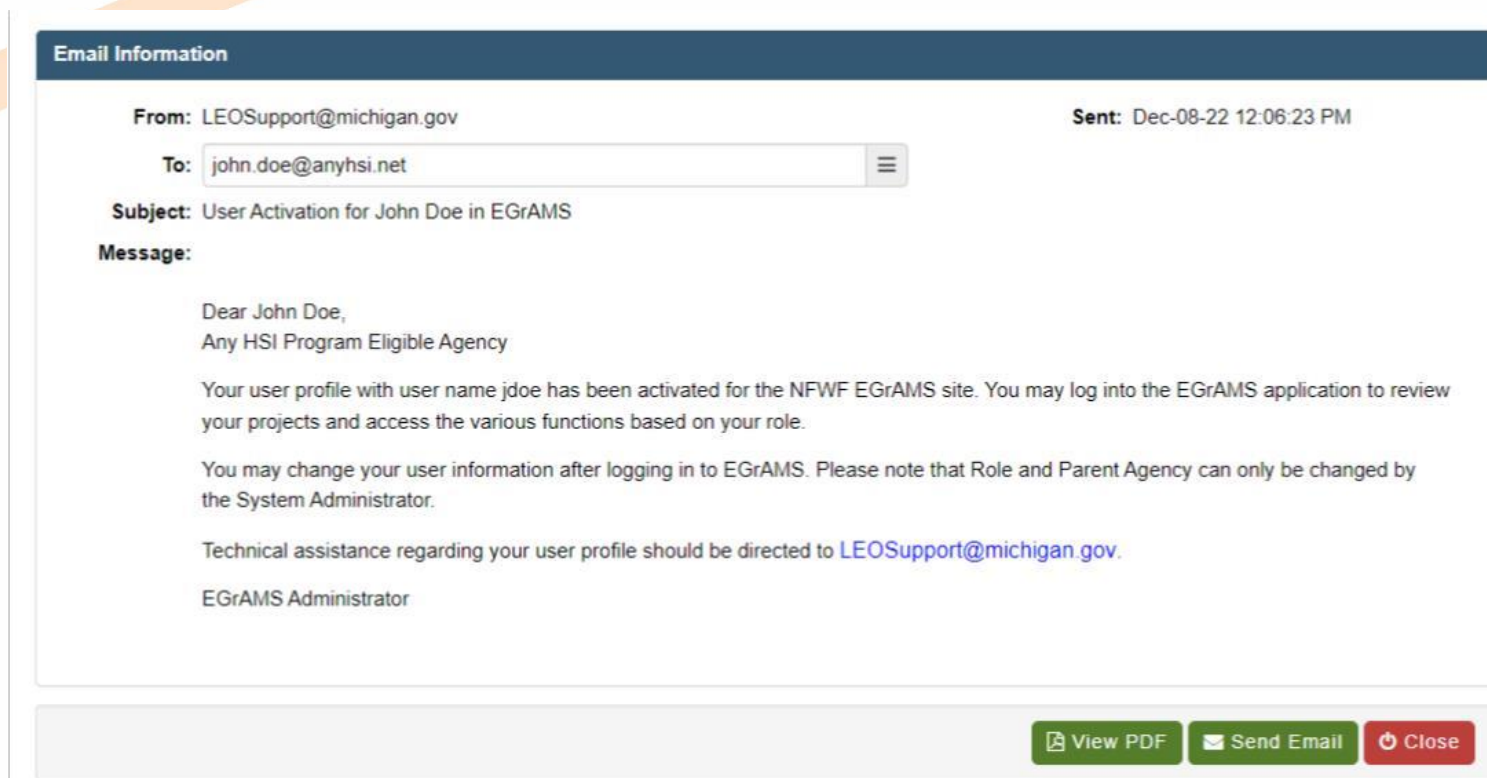 Email Information
From: LEOSupport@michigan.gov
Sent: Dec-08-22 12:06:23 PM
To: john.doe@anyhsi.net
Subject: User Activation for John Doe in EGrAMS
Message:
Dear John Doe,
Any HSI Program Eligible Agency
Your user profile with user name jdoe has been activated for the NFWF EGrAMS site. You may log into the EGrAMS application to review
your projects and access the various functions based on your role.
You may change your user information after logging in to EGrAMS. Please note that Role and Parent Agency can only be changed by
the System Administrator.
Technical assistance regarding your user profile should be directed to LEOSupport@michigan.gov.
EGrAMS Administrator
View PDF
Send Email
Close